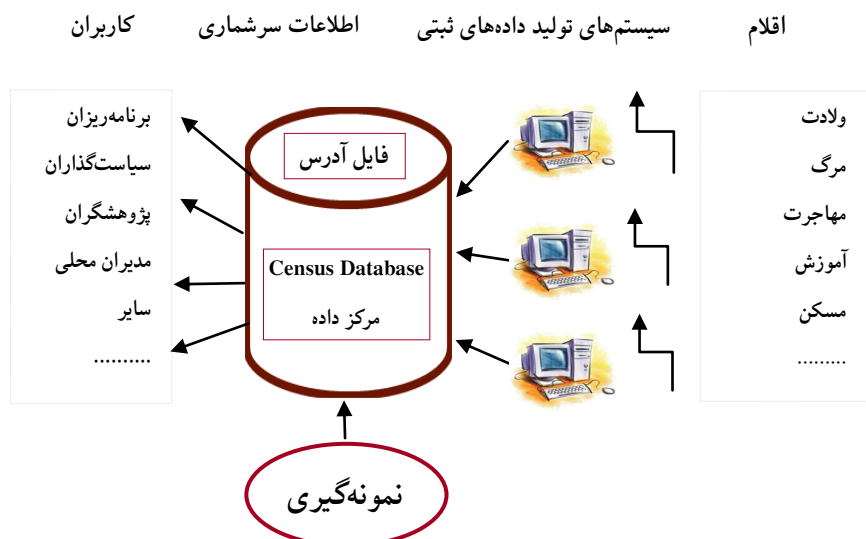 اقلام
سیستم‌های تولید داده‌های ثبتی
اطلاعات سرشماری
کاربران
ولادت
مرگ
مهاجرت
آموزش
مسکن
.........
فایل آدرس
Census Database
مرکز داده
نمونه‌گیری
برنامه‌ریزان
سیاست‌گذاران
پژوهشگران
مدیران محلی
سایر
..........